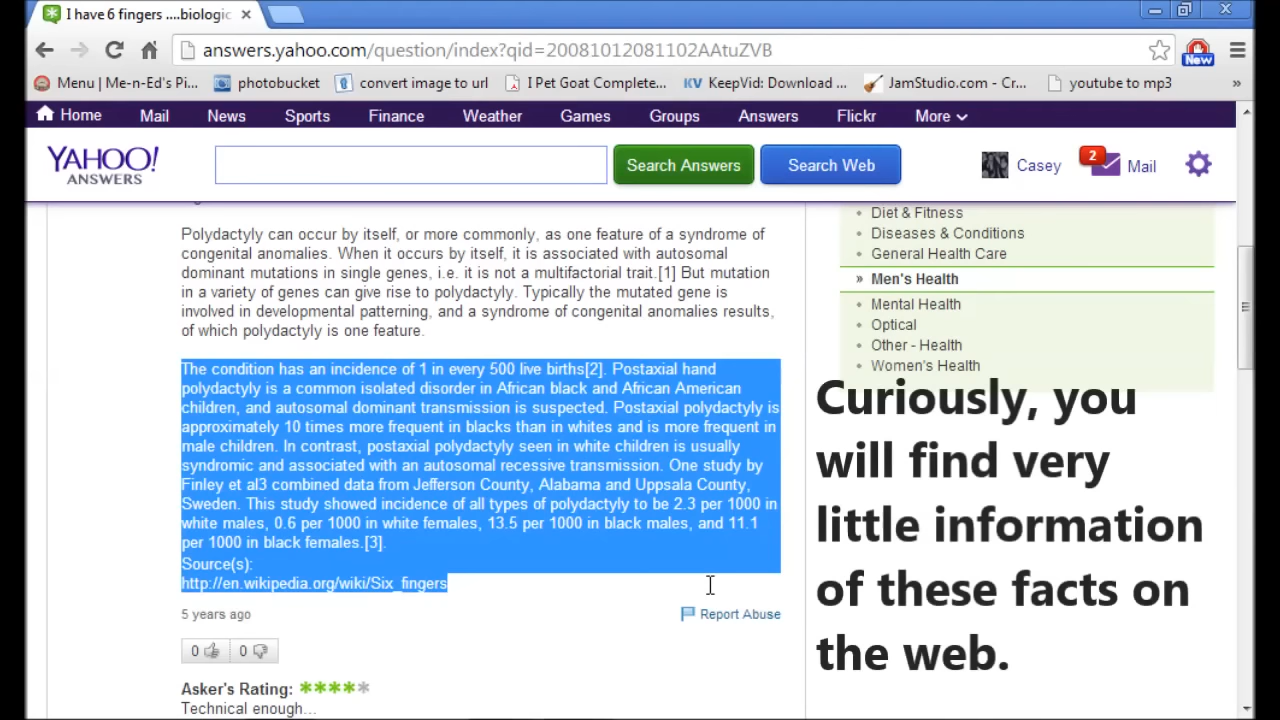 I have 6 fingers ....biologic
answers.yahoo.com/question/index?qid=20081012081102AAtuZVB
New
Menu | Me-n-Ed's Pi... photobucket convert image to url I Pet Goat Complete... KV KeepVid: Download ... JamStudio.com - Cr... youtube to mp3 »
Home Mail News Sports Finance Weather Games Groups Answers Flickr More
YAHOO!
ANSWERS
Search Answers Search Web Casey 2 Mail
Polydactyly can occur by itself, or more commonly, as one feature of a syndrome of
congenital anomalies. When it occurs by itself, it is associated with autosomal
dominant mutations in single genes, i.e. it is not a multifactorial trait.[1] But mutation
in a variety of genes can give rise to polydactyly. Typically the mutated gene is
involved in developmental patterning, and a syndrome of congenital anomalies results,
of which polydactyly is one feature.
The condition has an incidence of 1 in every 500 live births[2]. Postaxial hand
polydactyly is a common isolated disorder in African black and African American
children, and autosomal dominant transmission is suspected. Postaxial polydactyly is
approximately 10 times more frequent in blacks than in whites and is more frequent in
male children. In contrast, postaxial polydactyly seen in white children is usually
syndromic and associated with an autosomal recessive transmission. One study by
Finley et al3 combined data from Jefferson County, Alabama and Uppsala County,
Sweden. This study showed incidence of all types of polydactyly to be 2.3 per 1000 in
white males, 0.6 per 1000 in white females, 13.5 per 1000 in black males, and 11.1
per 1000 in black females.[3].
Source(s):
http://en.wikipedia.org/wiki/Six_fingers
5 years ago
Report Abuse
0 0
Asker's Rating:
Technical enough...
• Diet & Fitness
• Diseases & Conditions
• General Health Care
» Men's Health
• Mental Health
• Optical
• Other - Health
• Women's Health
Curiously, you
will find very
little information
of these facts on
the web.